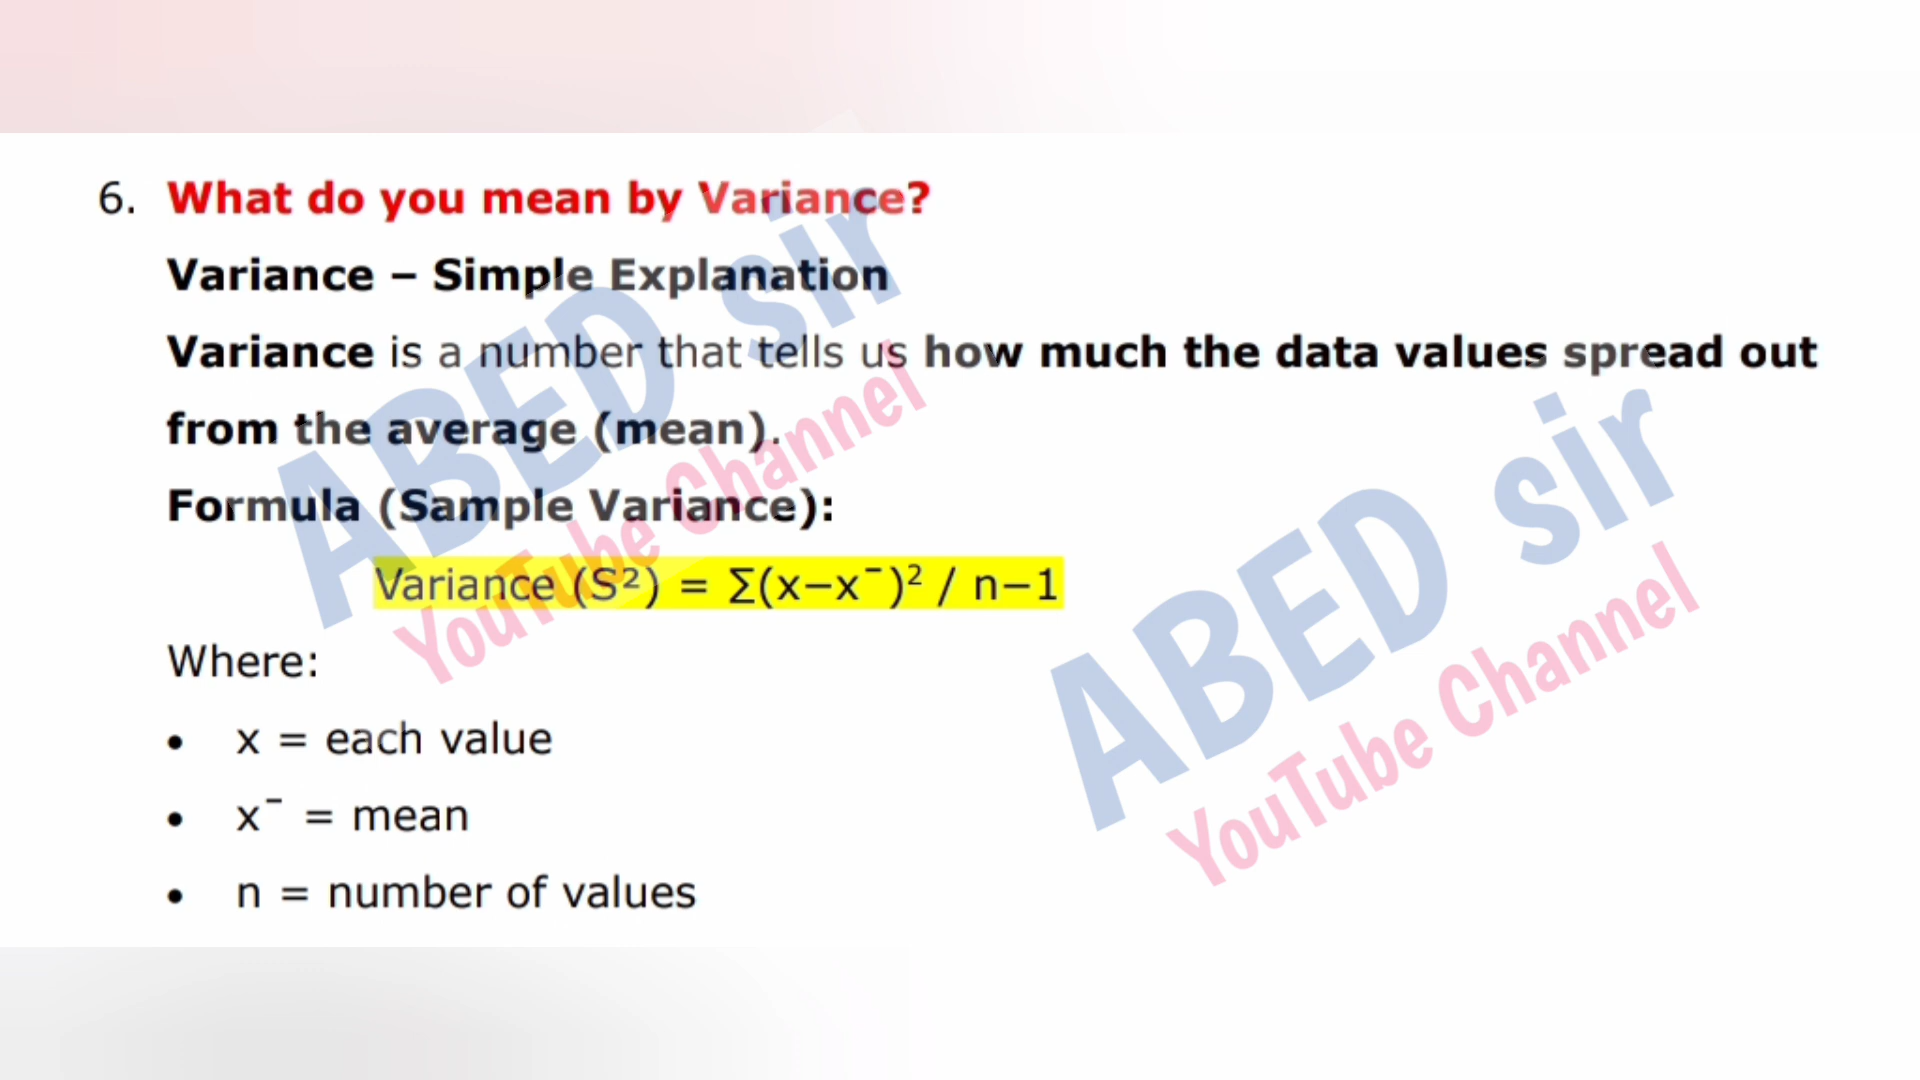 6. What do you mean by Variance?
Variance – Simple Explanation
Variance is a number that tells us how much the data values spread out
from the average (mean).
Formula (Sample Variance):
Variance (S²) = ∑(x−x¯)² / n−1
Where:
• x = each value
• x¯ = mean
• n = number of values
ABED sir
YouTube Channel
ABED sir
YouTube Channel